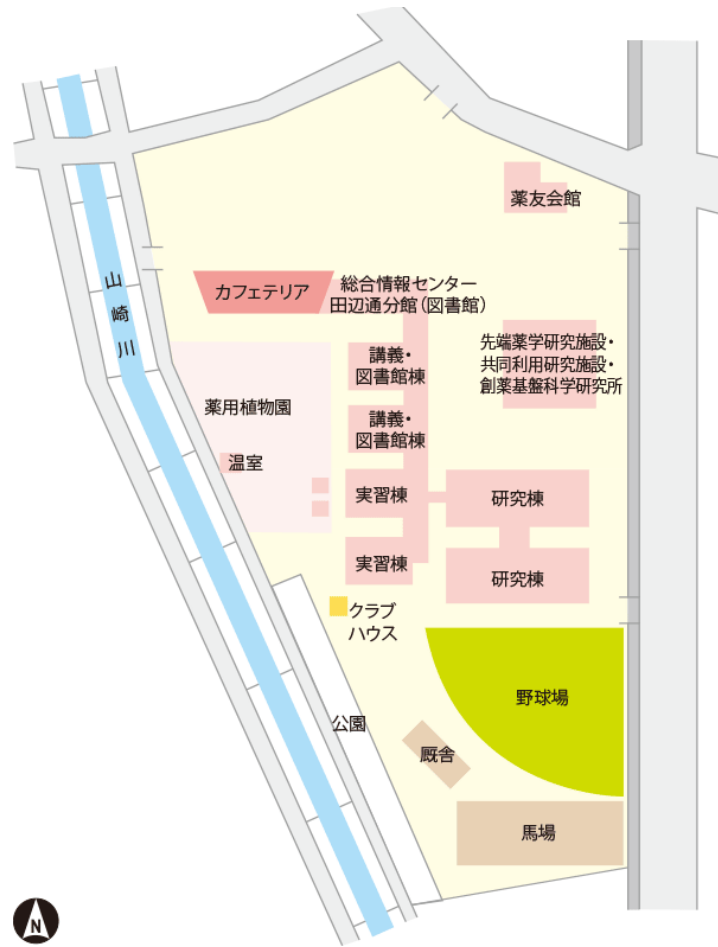 薬友会館
カフェテリア
総合情報センター
田辺通分館(図書館)
山崎川
講義・
図書館棟
先端薬学研究施設・
共同利用研究施設・
創薬基盤科学研究所
薬用植物園
講義・
図書館棟
温室
実習棟
研究棟
実習棟
研究棟
クラブ
ハウス
野球場
公園
厩舎
馬場
N